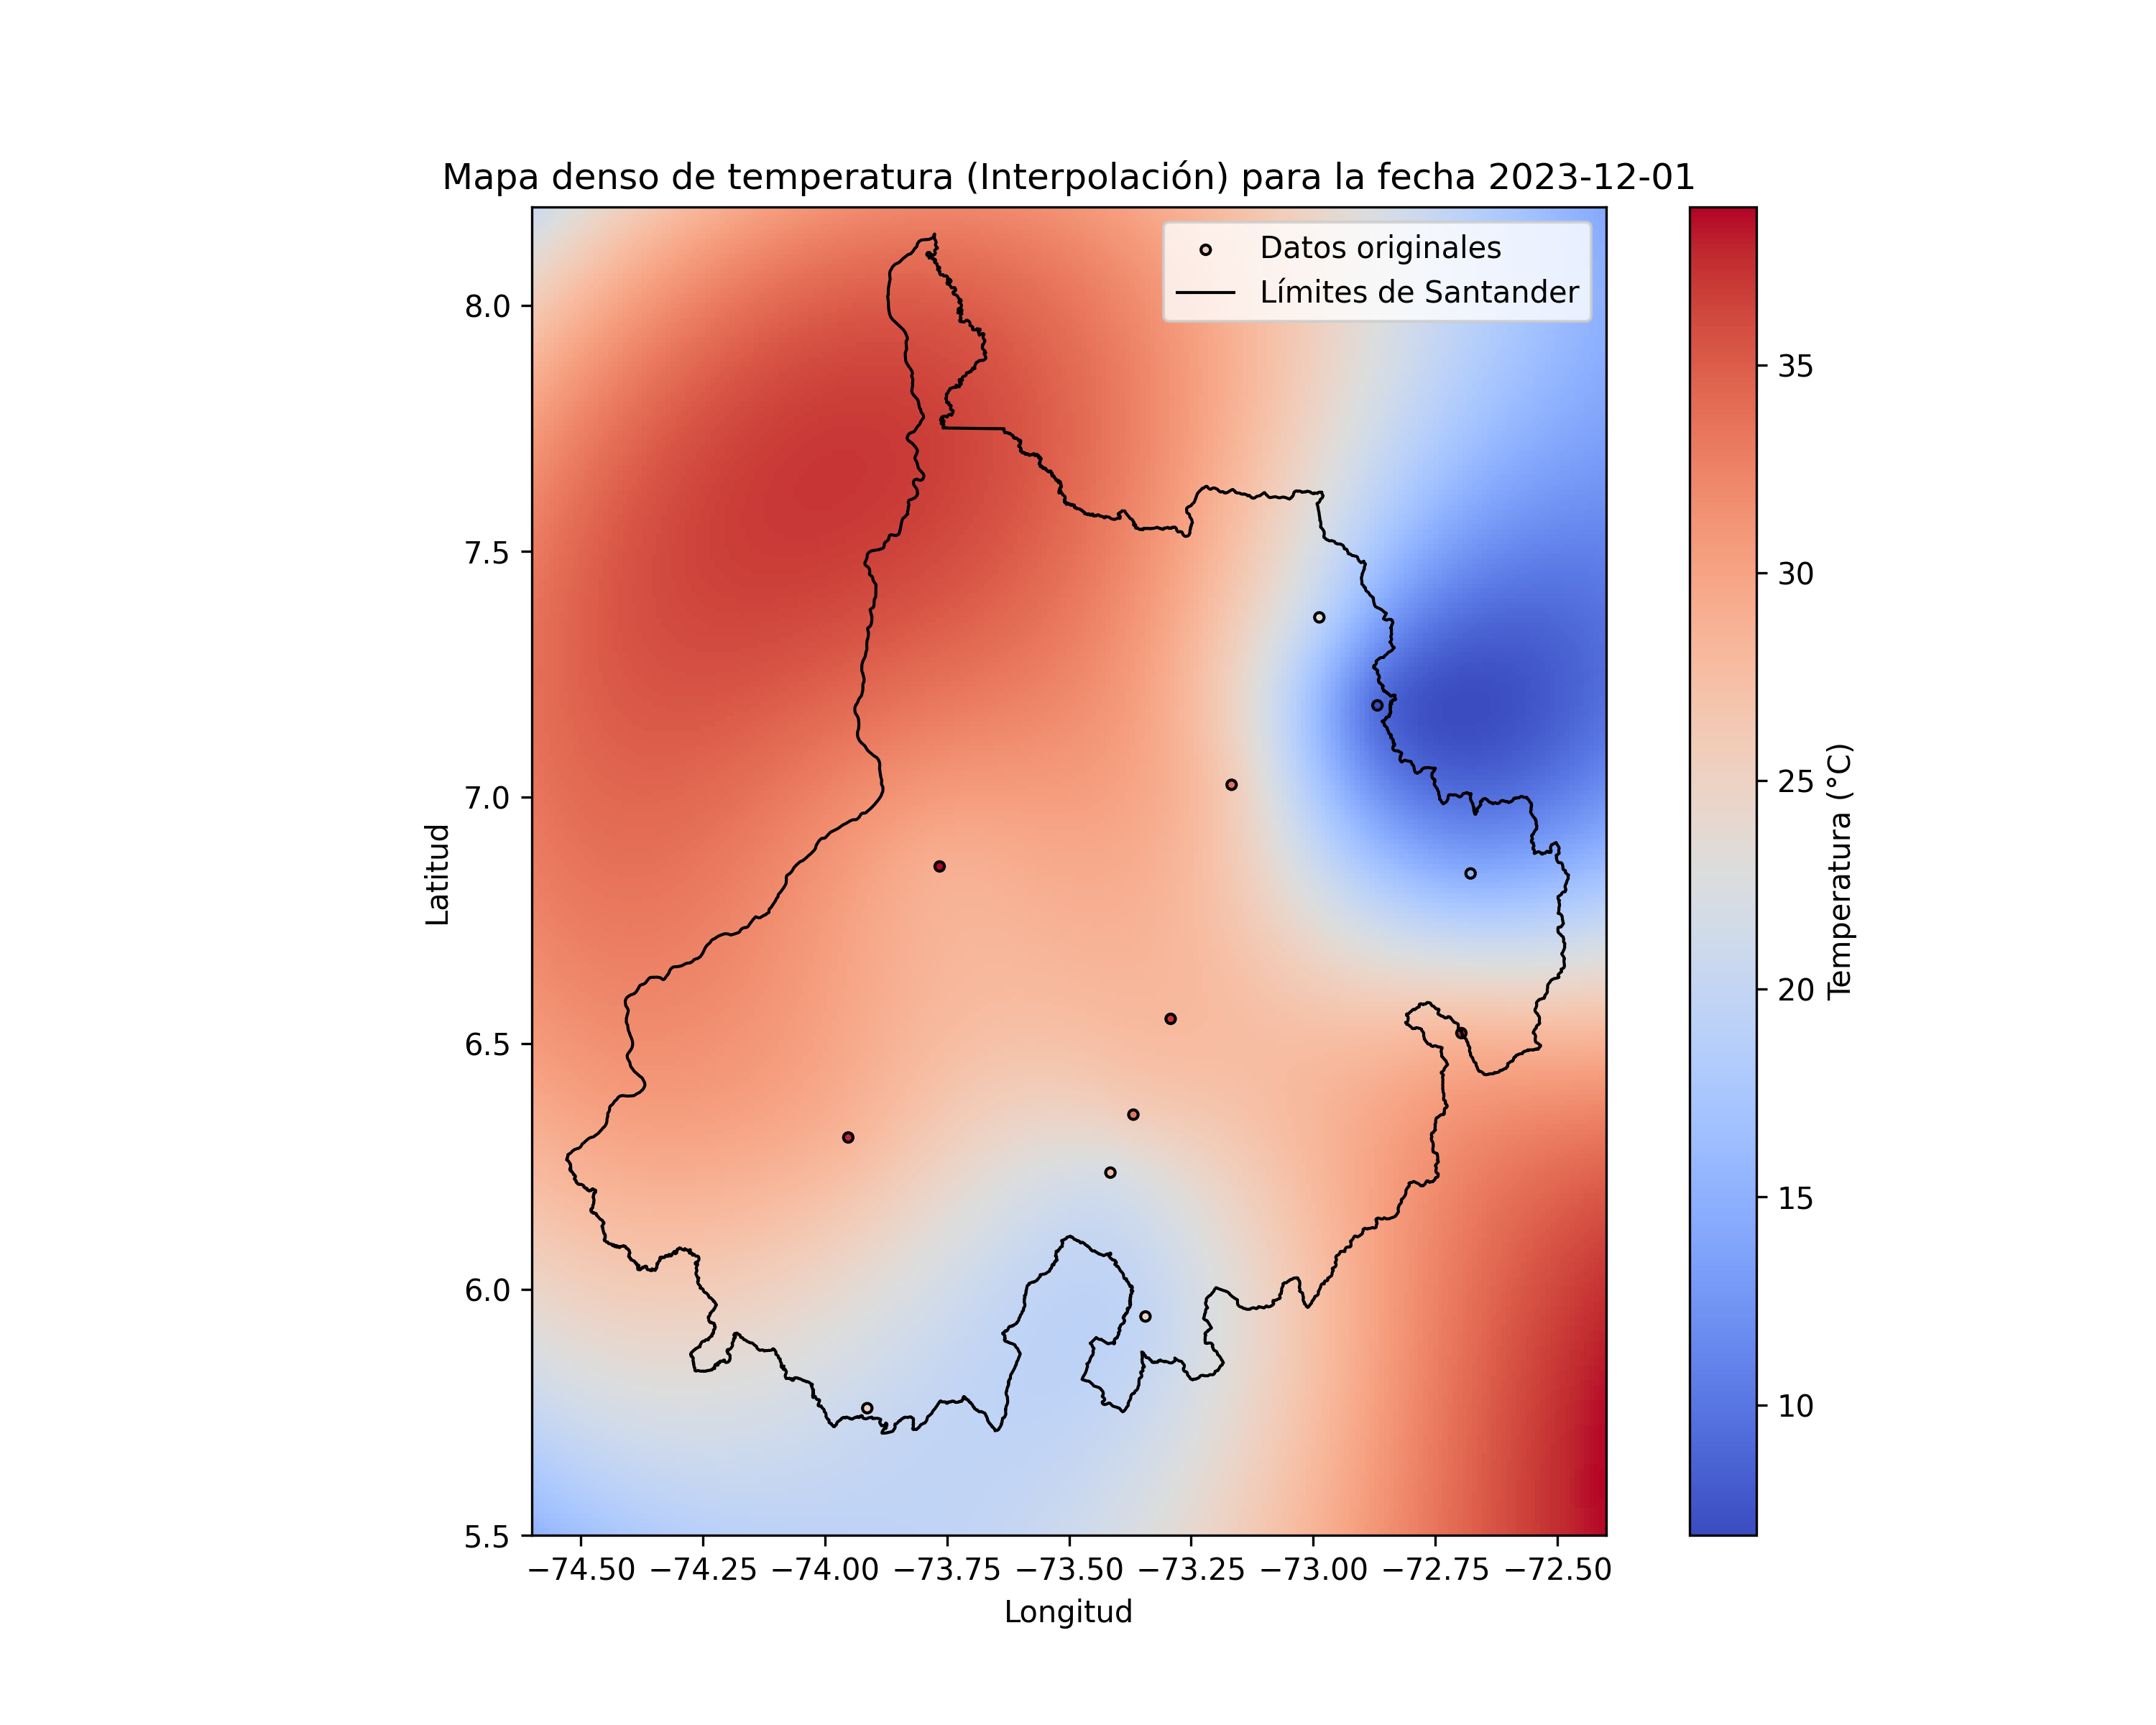 Mapa denso de temperatura (Interpolación) para la fecha 2023-12-01
Datos originales
Límites de Santander
8.0
7.5
7.0
6.5
6.0
5.5
Latitud
−74.50 −74.25 −74.00 −73.75 −73.50 −73.25 −73.00 −72.75 −72.50
Longitud
35
30
25
20
15
10
Temperatura (°C)